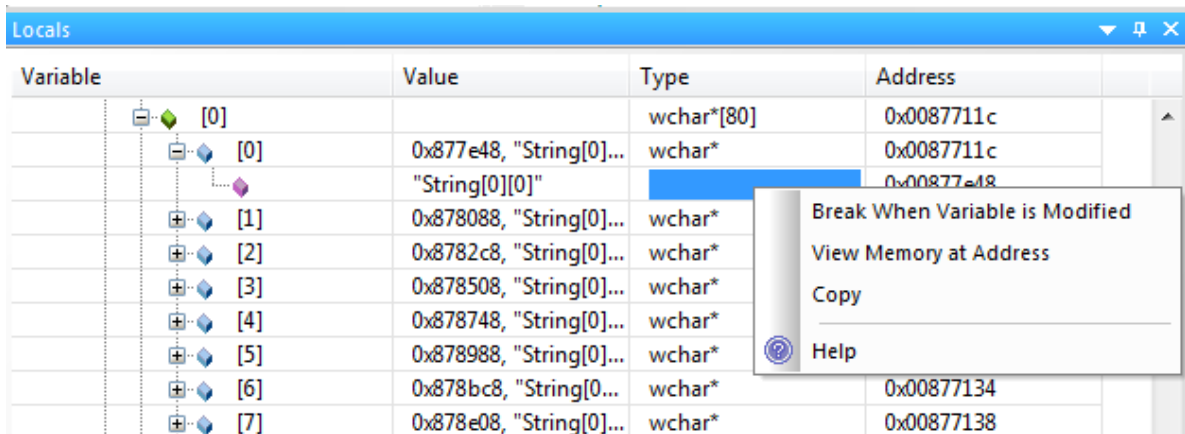 Locals
Variable Value Type Address
[0] wchar*[80] 0x0087711c
[0] 0x877e48, "String[0]... wchar* 0x0087711c
"String[0][0]" 0x00877e48
[1] 0x878088, "String[0]... wchar*
Break When Variable is Modified
[2] 0x8782c8, "String[0]... wchar*
View Memory at Address
[3] 0x878508, "String[0]... wchar*
Copy
[4] 0x878748, "String[0]... wchar*
[5] 0x878988, "String[0]... wchar*
Help
[6] 0x878bc8, "String[0... wchar* 0x00877134
[7] 0x878e08, "String[0]... wchar* 0x00877138